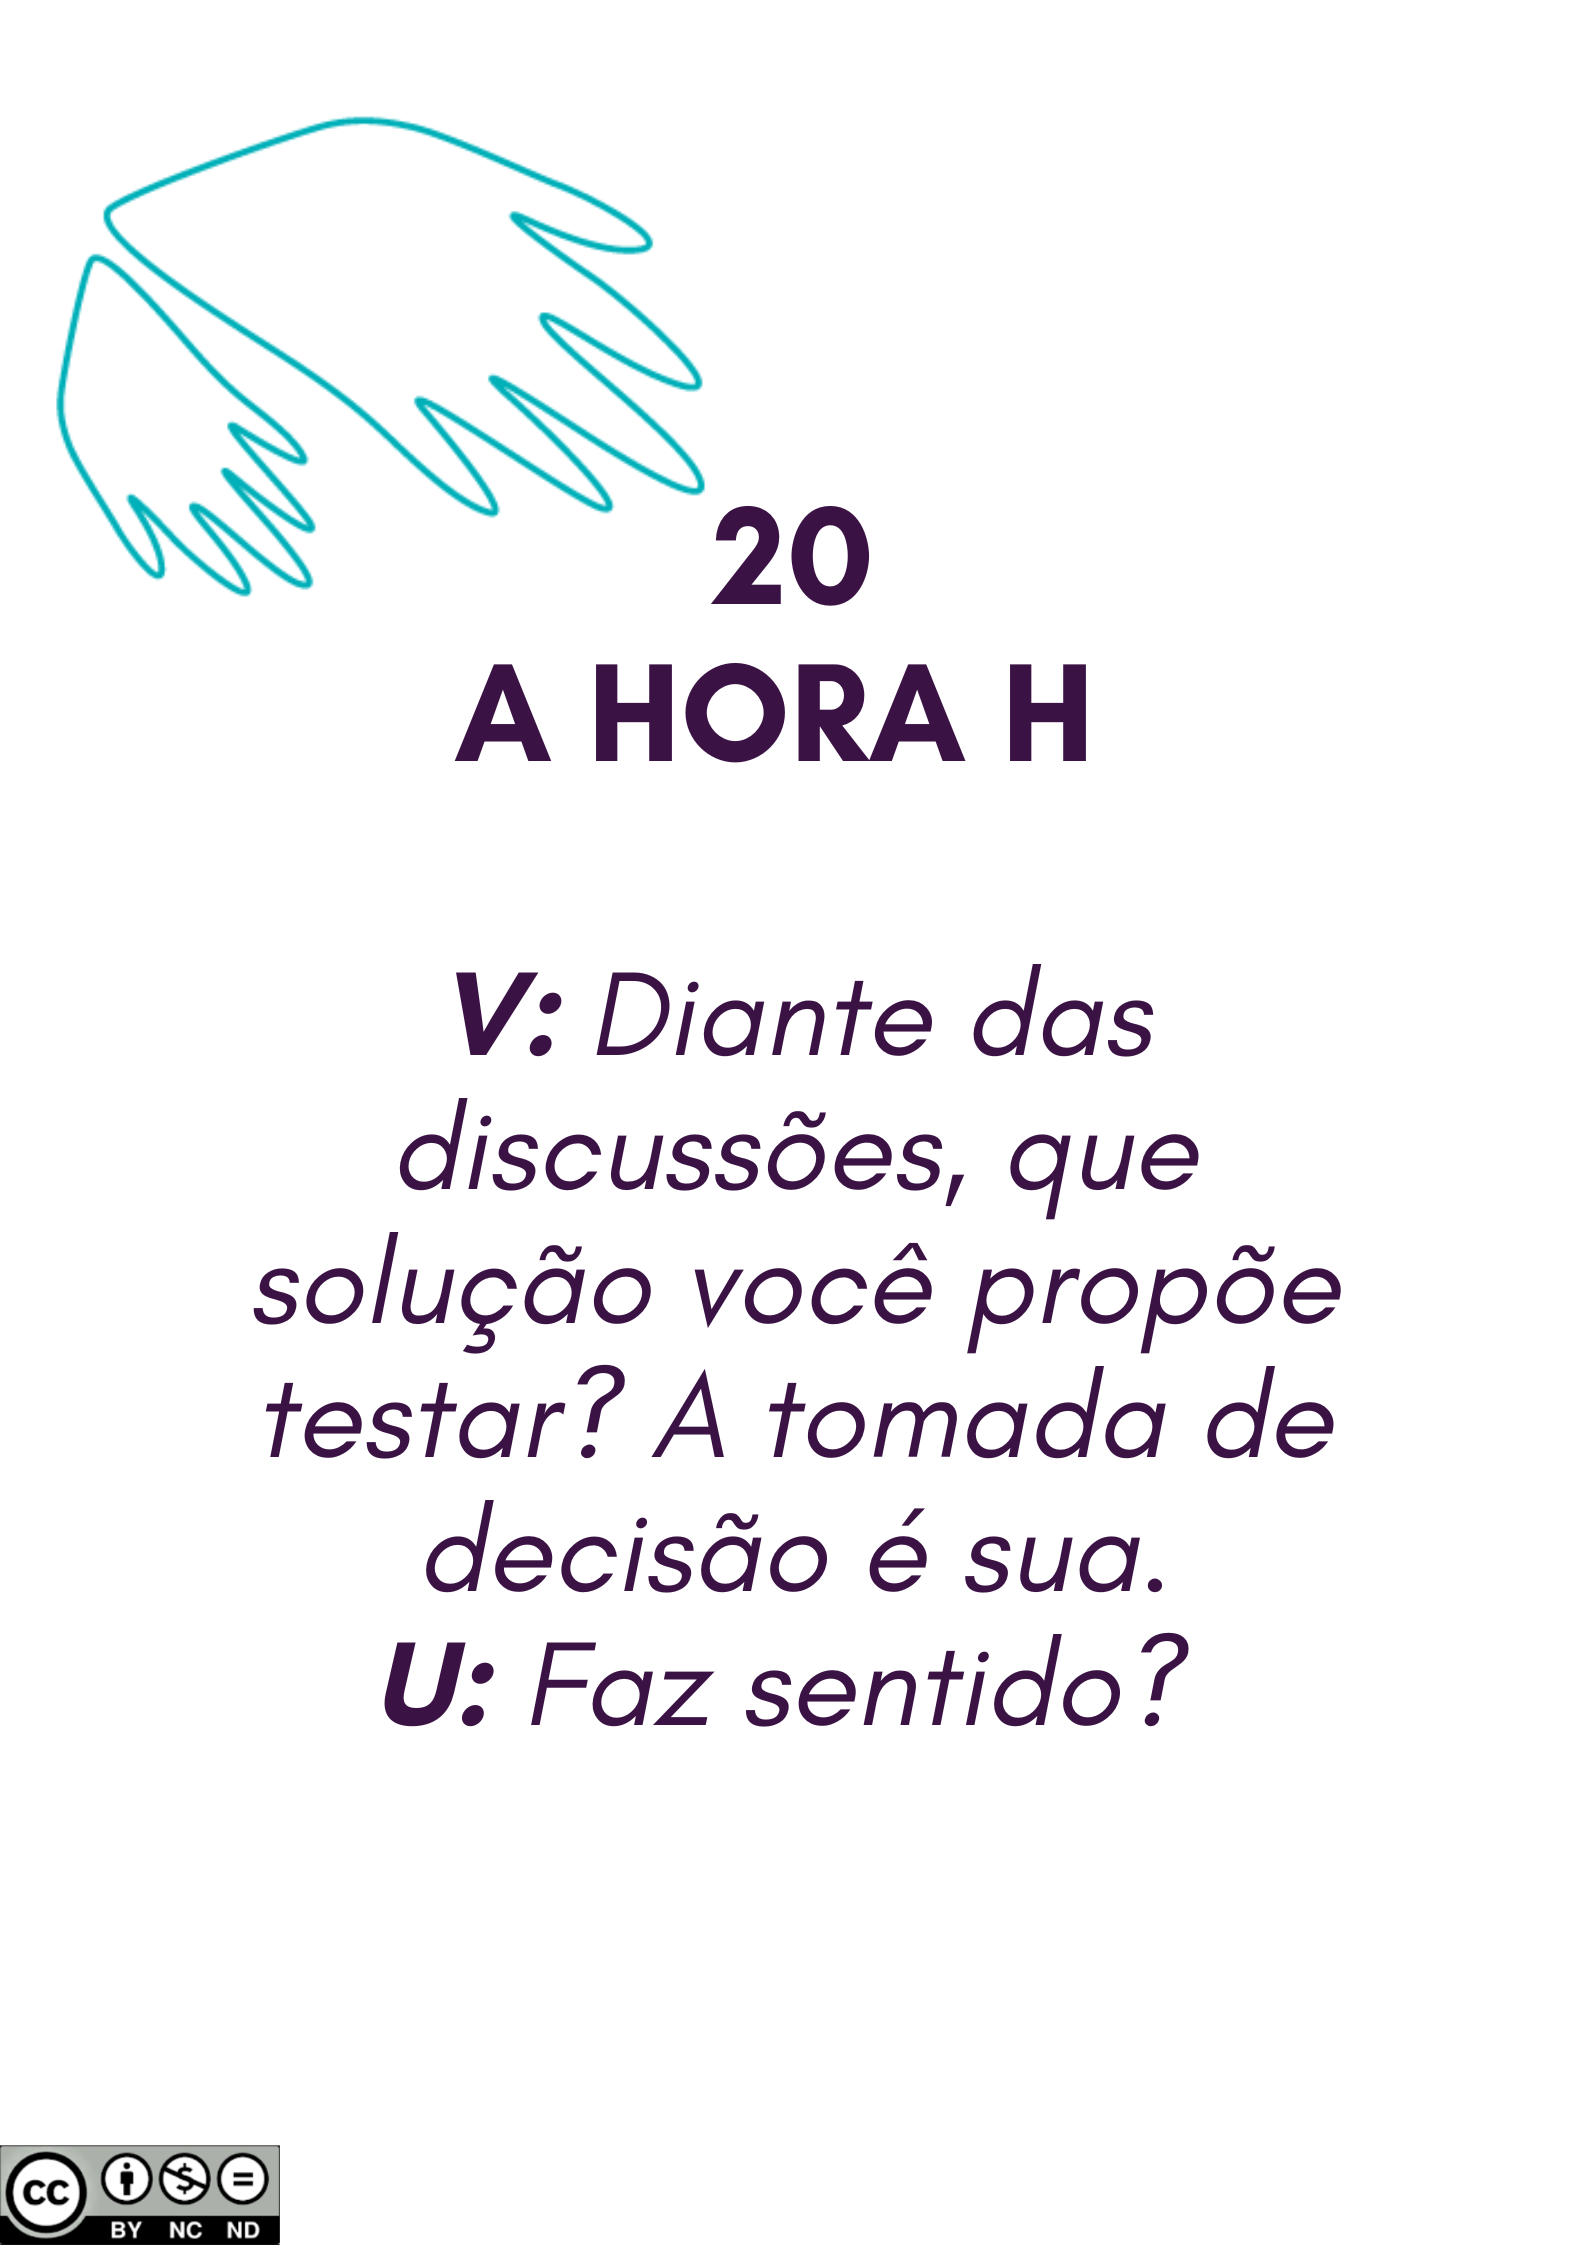 20
A HORA H
V: Diante das
discussões, que
solução você propõe
testar? A tomada de
decisão é sua.
U: Faz sentido?
cc
BY NC ND